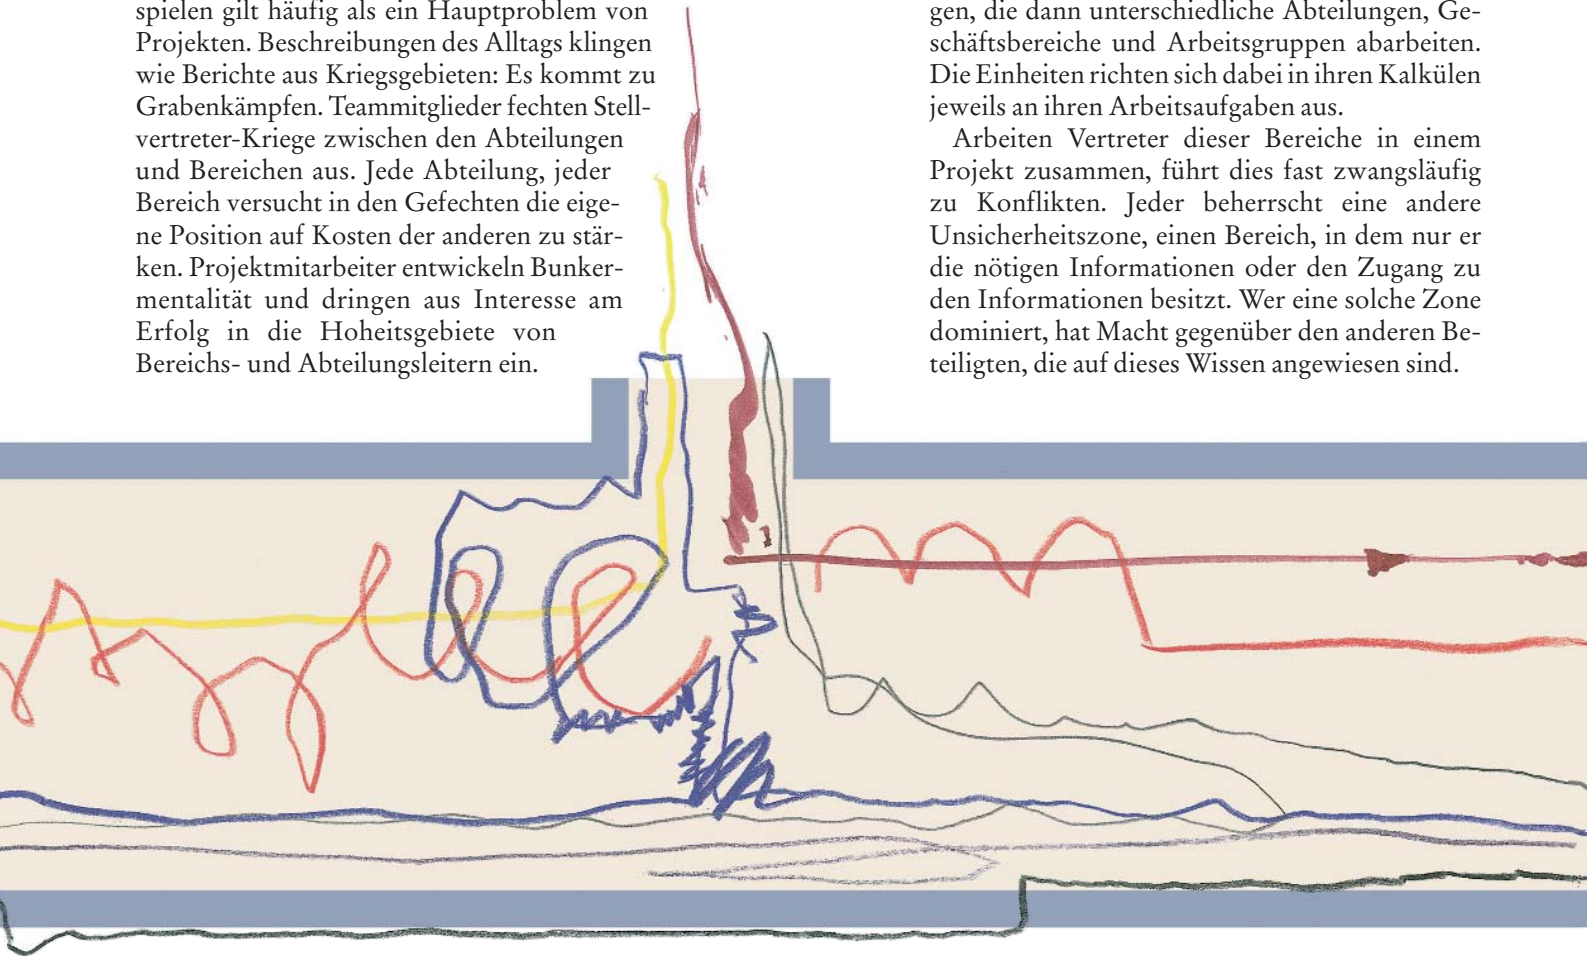 spielen gilt häufig als ein Hauptproblem von
Projekten. Beschreibungen des Alltags klingen
wie Berichte aus Kriegsgebieten: Es kommt zu
Grabenkämpfen. Teammitglieder fechten Stell-
vertreter-Kriege zwischen den Abteilungen
und Bereichen aus. Jede Abteilung, jeder
Bereich versucht in den Gefechten die eige-
ne Position auf Kosten der anderen zu stär-
ken. Projektmitarbeiter entwickeln Bunker-
mentalität und dringen aus Interesse am
Erfolg in die Hoheitsgebiete von
Bereichs- und Abteilungsleitern ein.
gen, die dann unterschiedliche Abteilungen, Ge-
schäftsbereiche und Arbeitsgruppen abarbeiten.
Die Einheiten richten sich dabei in ihren Kalkülen
jeweils an ihren Arbeitsaufgaben aus.
Arbeiten Vertreter dieser Bereiche in einem
Projekt zusammen, führt dies fast zwangsläufig
zu Konflikten. Jeder beherrscht eine andere
Unsicherheitszone, einen Bereich, in dem nur er
die nötigen Informationen oder den Zugang zu
den Informationen besitzt. Wer eine solche Zone
dominiert, hat Macht gegenüber den anderen Be-
teiligten, die auf dieses Wissen angewiesen sind.